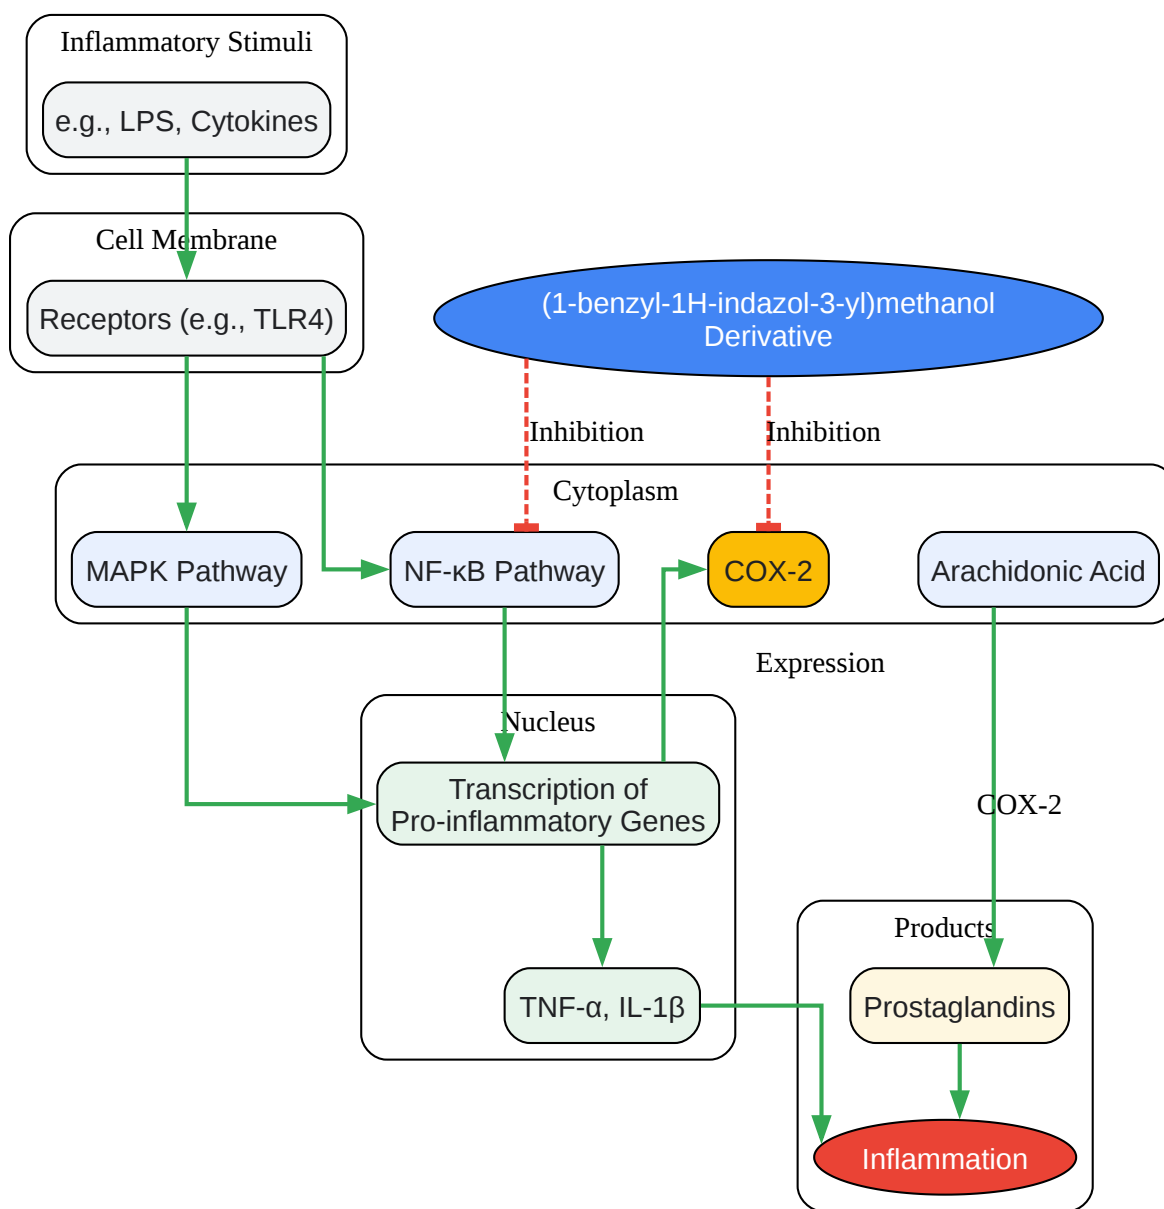 Inflammatory Stimuli
e.g., LPS, Cytokines
Cell Membrane
Receptors (e.g., TLR4)
(1-benzyl-1H-indazol-3-yl)methanol
Derivative
Inhibition
Inhibition
Cytoplasm
MAPK Pathway
NF-κB Pathway
COX-2
Arachidonic Acid
Expression
Nucleus
Transcription of
Pro-inflammatory Genes
COX-2
Products
TNF-α, IL-1β
Prostaglandins
Inflammation